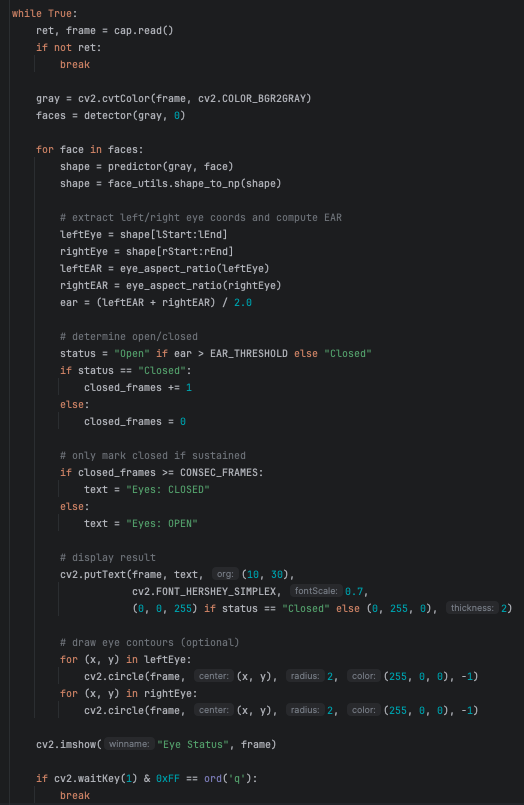 while True:
    ret, frame = cap.read()
    if not ret:
        break

    gray = cv2.cvtColor(frame, cv2.COLOR_BGR2GRAY)
    faces = detector(gray, 0)

    for face in faces:
        shape = predictor(gray, face)
        shape = face_utils.shape_to_np(shape)

        # extract left/right eye coords and compute EAR
        leftEye = shape[lStart:lEnd]
        rightEye = shape[rStart:rEnd]
        leftEAR = eye_aspect_ratio(leftEye)
        rightEAR = eye_aspect_ratio(rightEye)
        ear = (leftEAR + rightEAR) / 2.0

        # determine open/closed
        status = "Open" if ear > EAR_THRESHOLD else "Closed"
        if status == "Closed":
            closed_frames += 1
        else:
            closed_frames = 0

        # only mark closed if sustained
        if closed_frames >= CONSEC_FRAMES:
            text = "Eyes: CLOSED"
        else:
            text = "Eyes: OPEN"

        # display result
        cv2.putText(frame, text, org: (10, 30),
                    cv2.FONT_HERSHEY_SIMPLEX, fontScale: 0.7,
                    (0, 0, 255) if status == "Closed" else (0, 255, 0), thickness: 2)

        # draw eye contours (optional)
        for (x, y) in leftEye:
            cv2.circle(frame, center: (x, y), radius: 2, color: (255, 0, 0), -1)
        for (x, y) in rightEye:
            cv2.circle(frame, center: (x, y), radius: 2, color: (255, 0, 0), -1)

    cv2.imshow( winname: "Eye Status", frame)

    if cv2.waitKey(1) & 0xFF == ord('q'):
        break